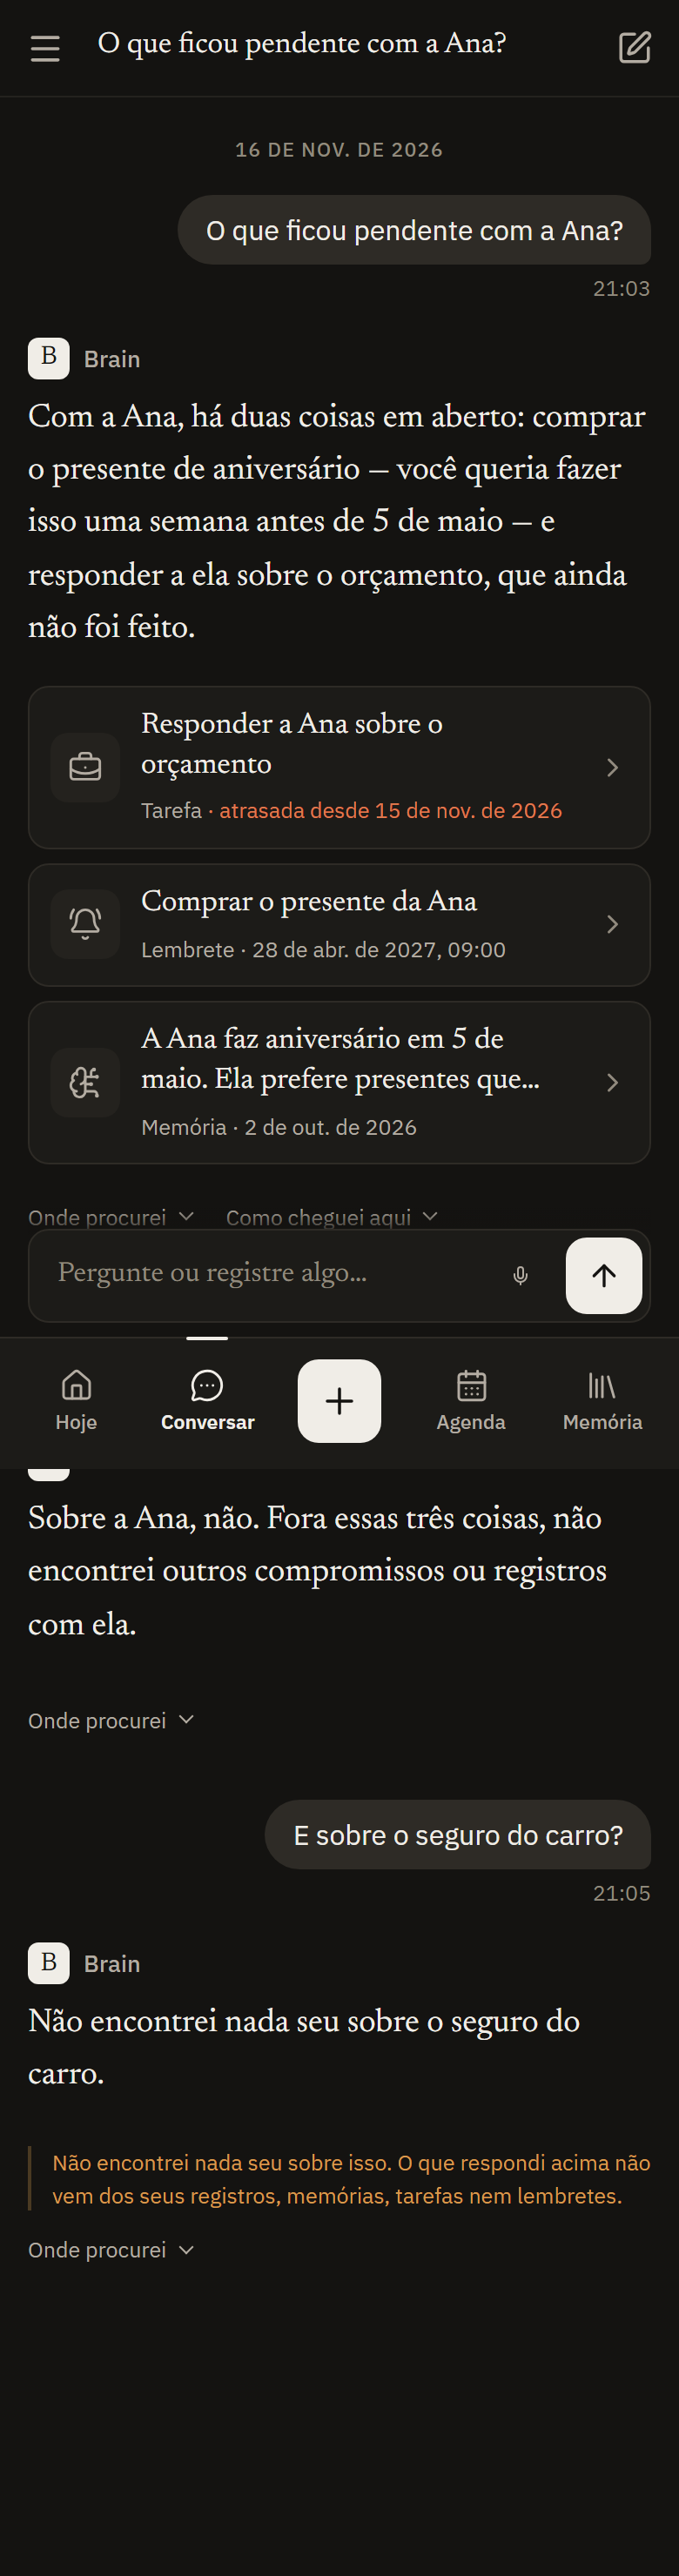 O que ficou pendente com a Ana?
16 DE NOV. DE 2026
O que ficou pendente com a Ana?
21:03
B Brain
Com a Ana, há duas coisas em aberto: comprar
o presente de aniversário — você queria fazer
isso uma semana antes de 5 de maio — e
responder a ela sobre o orçamento, que ainda
não foi feito.
Responder a Ana sobre o
orçamento
Tarefa · atrasada desde 15 de nov. de 2026
Comprar o presente da Ana
Lembrete · 28 de abr. de 2027, 09:00
A Ana faz aniversário em 5 de
maio. Ela prefere presentes que...
Memória · 2 de out. de 2026
Onde procurei Como cheguei aqui
Pergunte ou registre algo...
Hoje Conversar Agenda Memória
Sobre a Ana, não. Fora essas três coisas, não
encontrei outros compromissos ou registros
com ela.
Onde procurei
E sobre o seguro do carro?
21:05
B Brain
Não encontrei nada seu sobre o seguro do
carro.
Não encontrei nada seu sobre isso. O que respondi acima não
vem dos seus registros, memórias, tarefas nem lembretes.
Onde procurei